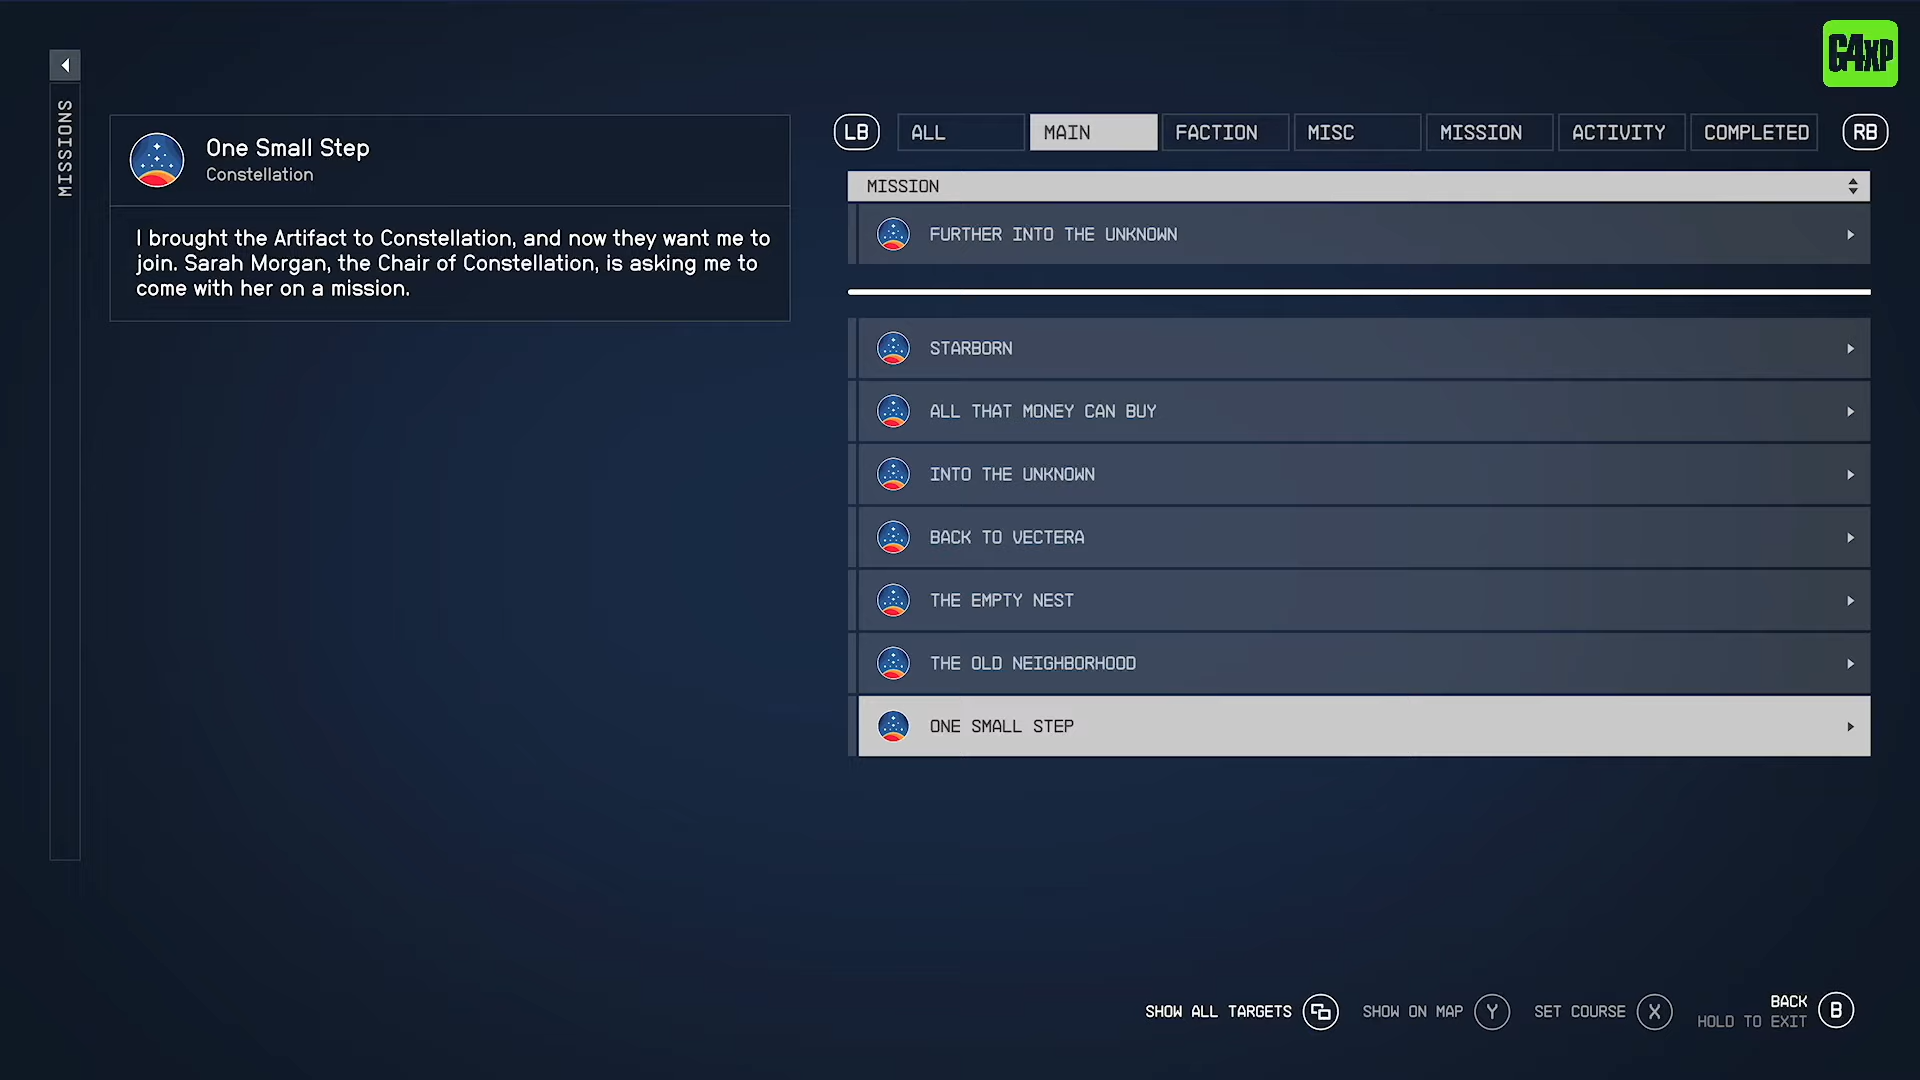 G4XP
MISSIONS
One Small Step
Constellation
I brought the Artifact to Constellation, and now they want me to
join. Sarah Morgan, the Chair of Constellation, is asking me to
come with her on a mission.
LB ALL MAIN FACTION MISC MISSION ACTIVITY COMPLETED RB
MISSION
FURTHER INTO THE UNKNOWN
STARBORN
ALL THAT MONEY CAN BUY
INTO THE UNKNOWN
BACK TO VECTERA
THE EMPTY NEST
THE OLD NEIGHBORHOOD
ONE SMALL STEP
SHOW ALL TARGETS SHOW ON MAP Y SET COURSE X BACK B
HOLD TO EXIT